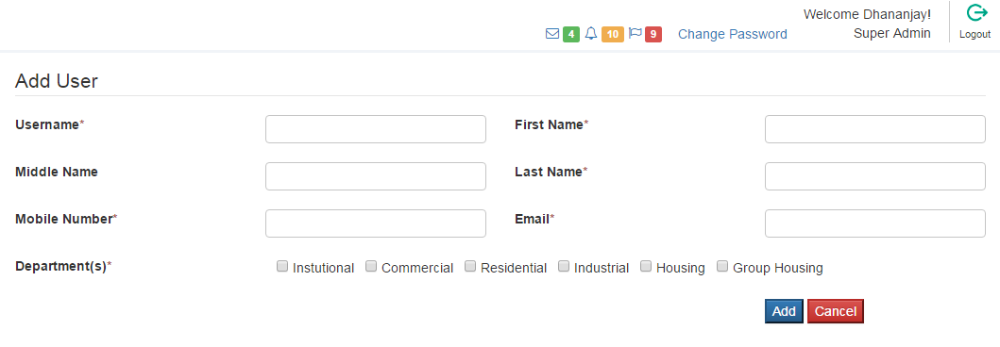 Welcome Dhananjay!
4 10 9 Change Password Super Admin Logout
Add User
Username* First Name*
Middle Name Last Name*
Mobile Number* Email*
Department(s)* Instutional Commercial Residential Industrial Housing Group Housing
Add Cancel